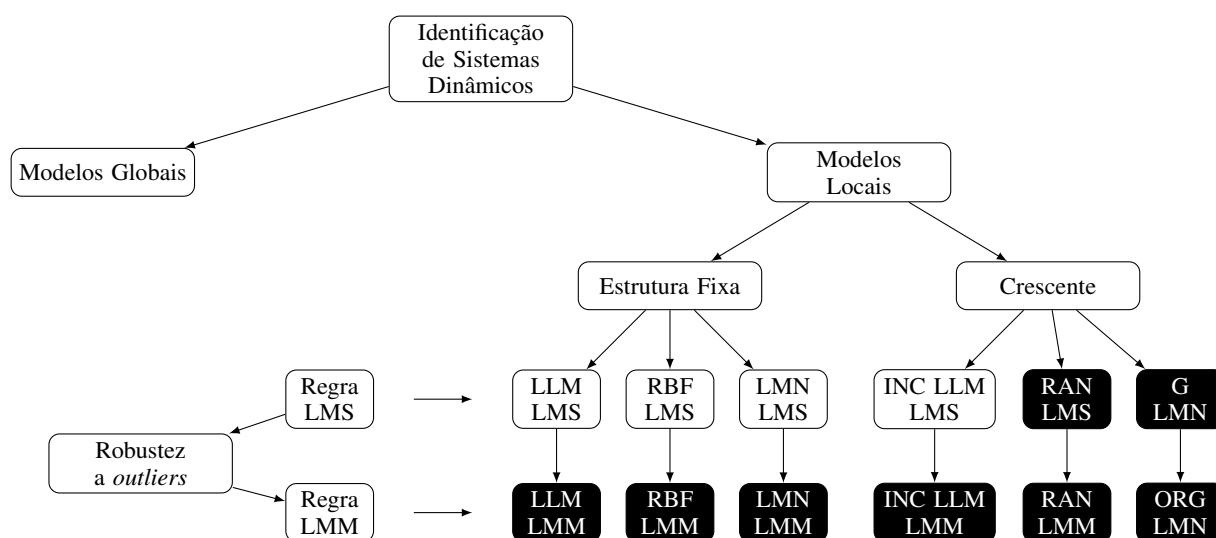 Identificação
de Sistemas
Dinâmicos
Modelos Globais
Modelos
Locais
Estrutura Fixa
Crescente
Regra
LMS
LLM
LMS
RBF
LMS
LMN
LMS
INC LLM
LMS
RAN
LMS
G
LMN
Robustez
a outliers
Regra
LMM
LLM
LMM
RBF
LMM
LMN
LMM
INC LLM
LMM
RAN
LMM
ORG
LMN